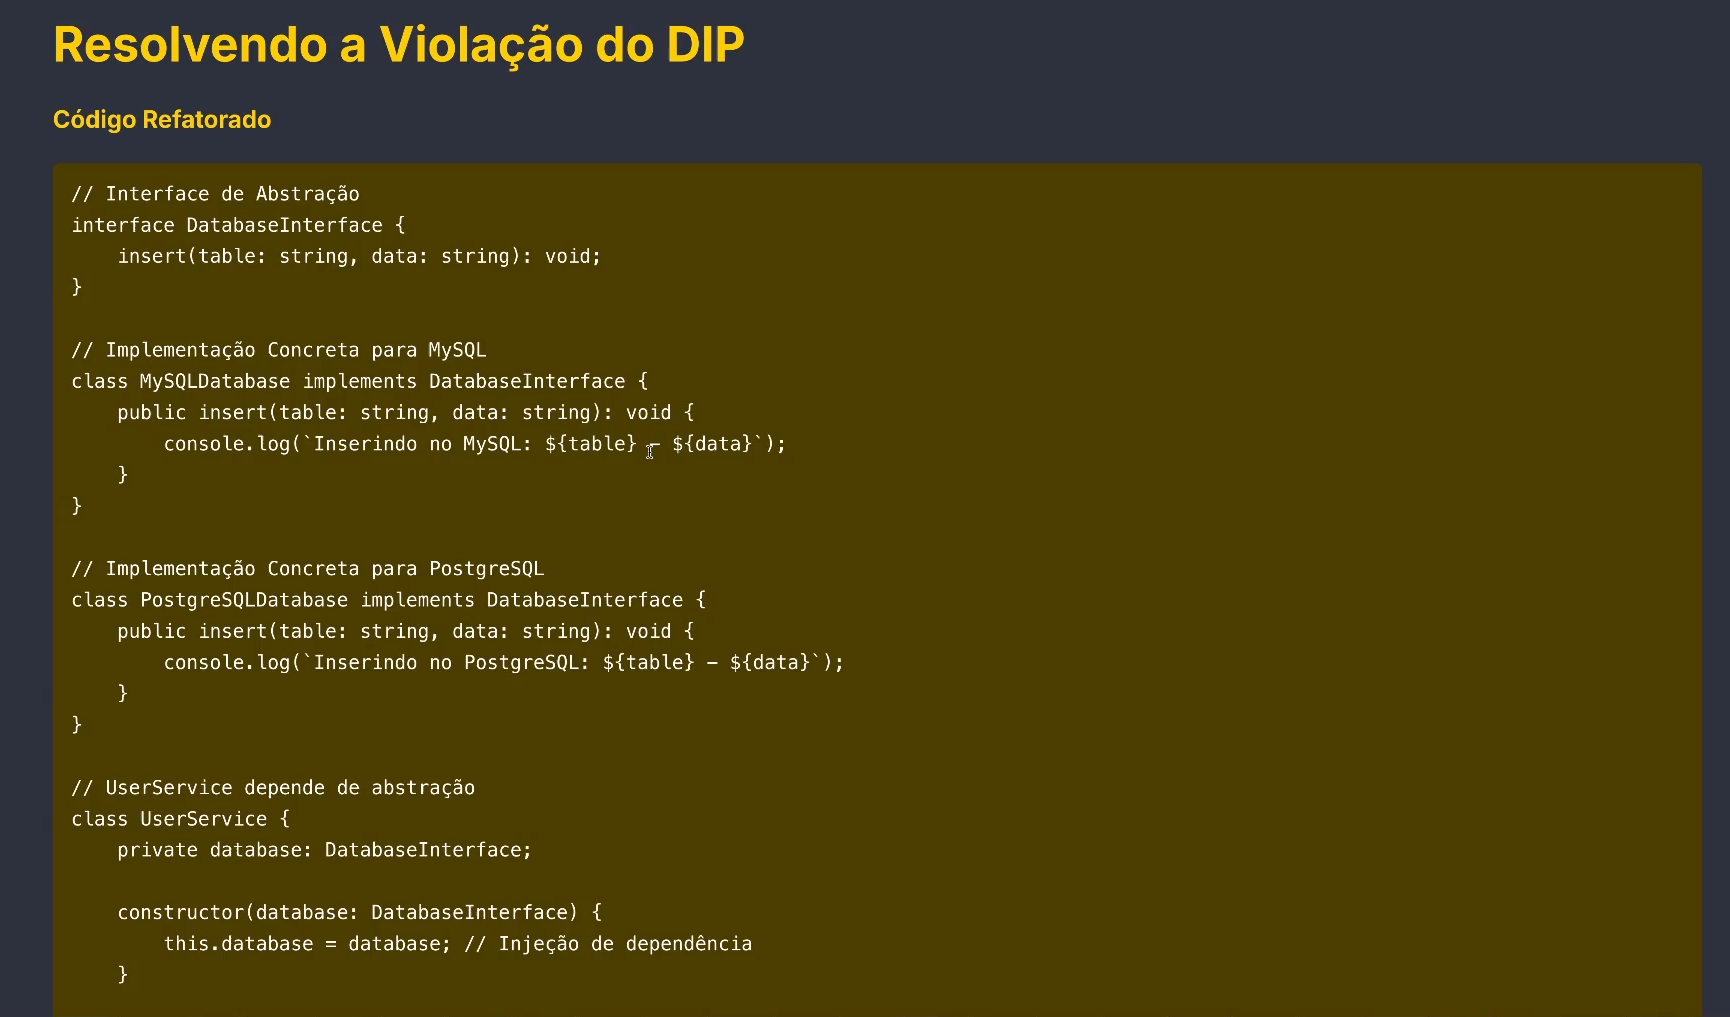 Resolvendo a Violação do DIP
Código Refatorado
// Interface de Abstração
interface DatabaseInterface {
    insert(table: string, data: string): void;
}
// Implementação Concreta para MySQL
class MySQLDatabase implements DatabaseInterface {
    public insert(table: string, data: string): void {
        console.log(`Inserindo no MySQL: ${table} - ${data}`);
    }
}
// Implementação Concreta para PostgreSQL
class PostgreSQLDatabase implements DatabaseInterface {
    public insert(table: string, data: string): void {
        console.log(`Inserindo no PostgreSQL: ${table} - ${data}`);
    }
}
// UserService depende de abstração
class UserService {
    private database: DatabaseInterface;
    constructor(database: DatabaseInterface) {
        this.database = database; // Injeção de dependência
    }